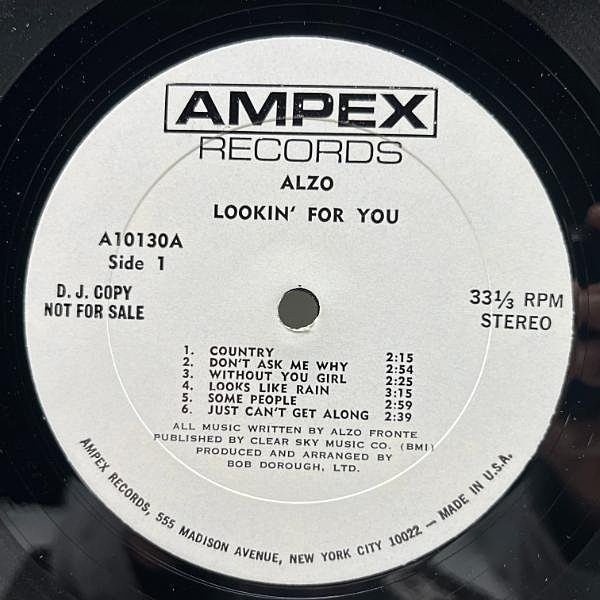 AMPEX
RECORDS
ALZO
LOOKIN' FOR YOU
A10130A
Side 1
D. J. COPY
NOT FOR SALE
33⅓ RPM
STEREO
1. COUNTRY 2:15
2. DON'T ASK ME WHY 2:54
3. WITHOUT YOU GIRL 2:25
4. LOOKS LIKE RAIN 3:15
5. SOME PEOPLE 2:59
6. JUST CAN'T GET ALONG 2:39
ALL MUSIC WRITTEN BY ALZO FRONTE
PUBLISHED BY CLEAR SKY MUSIC CO. (BMI)
PRODUCED AND ARRANGED BY
BOB DOROUGH, LTD.
AMPEX RECORDS, 555 MADISON AVENUE, NEW YORK CITY 10022 — MADE IN U.S.A.